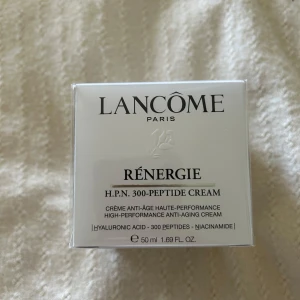 LANCÔME
PARIS
RÉNERGIE
H.P.N. 300-PEPTIDE CREAM
CRÈME ANTI-ÂGE HAUTE-PERFORMANCE
HIGH-PERFORMANCE ANTI-AGING CREAM
[HYALURONIC ACID - 300 PEPTIDES - NIACINAMIDE]
℮ 50 ml 1.69 FL. OZ.